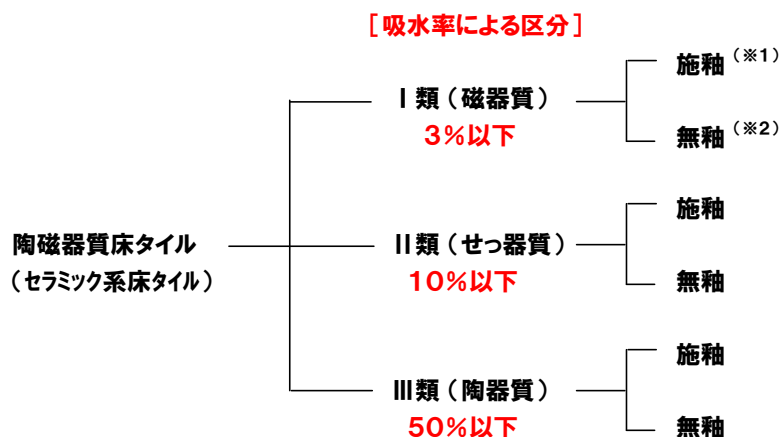 ［吸水率による区分］
施釉（※1）
Ⅰ類（磁器質）
3％以下
無釉（※2）
施釉
陶磁器質床タイル
（セラミック系床タイル）
Ⅱ類（せっ器質）
10％以下
無釉
施釉
Ⅲ類（陶器質）
50％以下
無釉